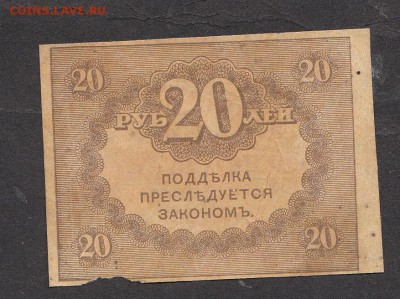 COINS.LAVE.RU
20 20
РУБ 20 ЛЕЙ
ПОДДѢЛКА
ПРЕСЛѢДУЕТСЯ
ЗАКОНОМЪ.
20 20